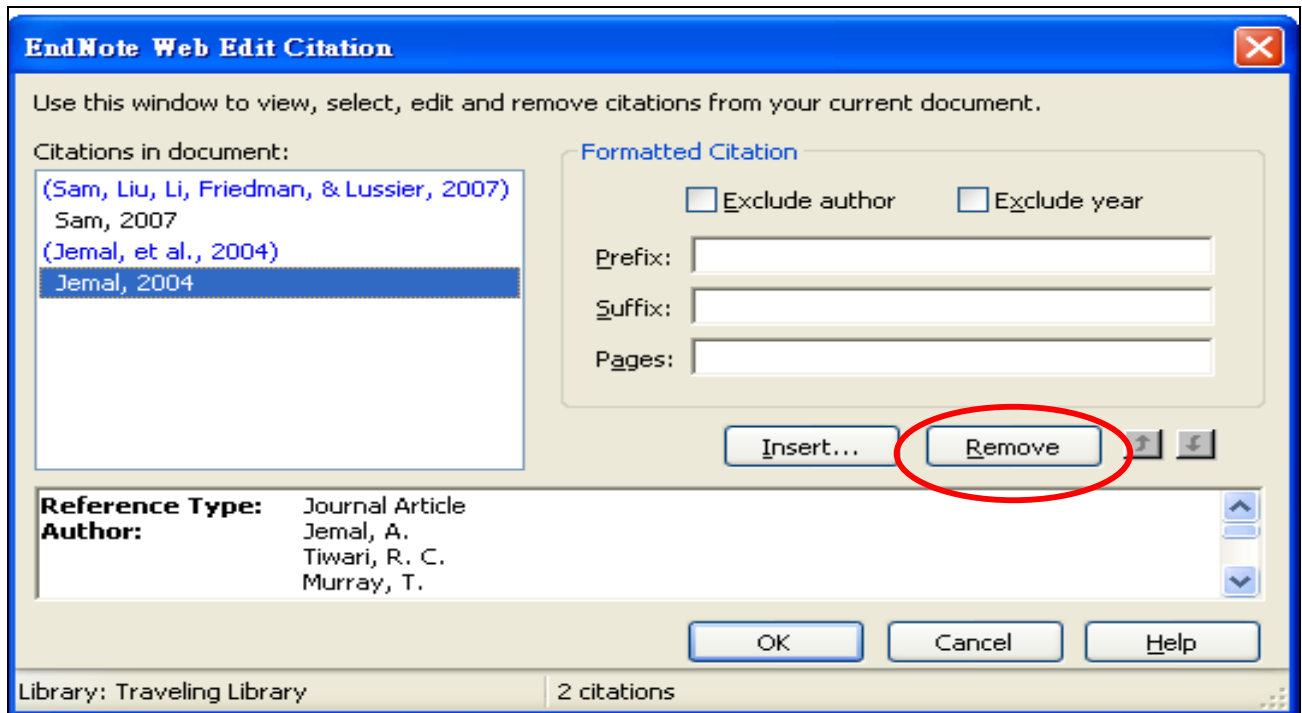 EndNote Web Edit Citation
Use this window to view, select, edit and remove citations from your current document.
Citations in document:
(Sam, Liu, Li, Friedman, & Lussier, 2007)
Sam, 2007
(Jemal, et al., 2004)
Jemal, 2004
Formatted Citation
Exclude author Exclude year
Prefix:
Suffix:
Pages:
Insert... Remove
Reference Type: Journal Article
Author: Jemal, A.
Tiwari, R. C.
Murray, T.
OK Cancel Help
Library: Traveling Library 2 citations